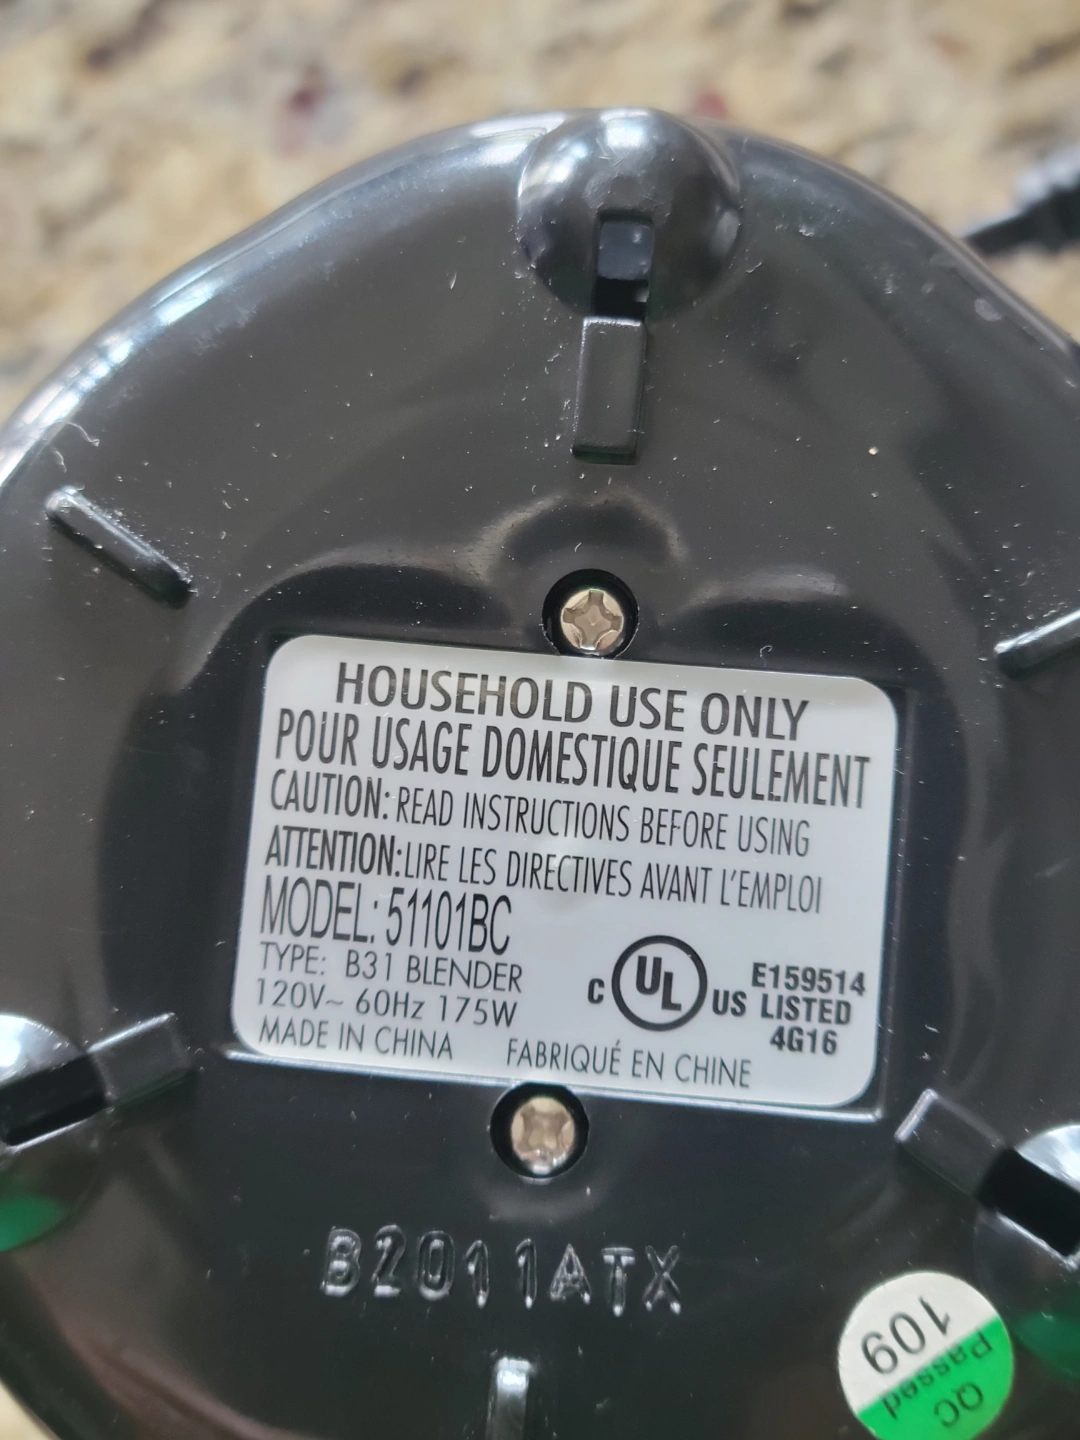 HOUSEHOLD USE ONLY
POUR USAGE DOMESTIQUE SEULEMENT
CAUTION: READ INSTRUCTIONS BEFORE USING
ATTENTION:LIRE LES DIRECTIVES AVANT L'EMPLOI
MODEL: 51101BC
TYPE: B31 BLENDER
120V~ 60Hz 175W
MADE IN CHINA FABRIQUÉ EN CHINE
C UL US
E159514
LISTED
4G16
B2011ATX
QC
Passed
109